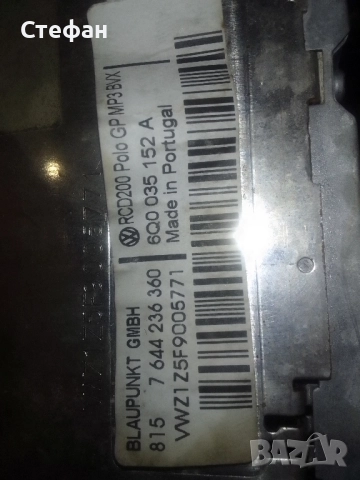 Стефан
RCD200 Polo GP MP3 BVX
6Q0 035 152 A
Made in Portugal
BLAUPUNKT GMBH
815 7 644 236 360
VWZ1Z5F9005771
BAZAR